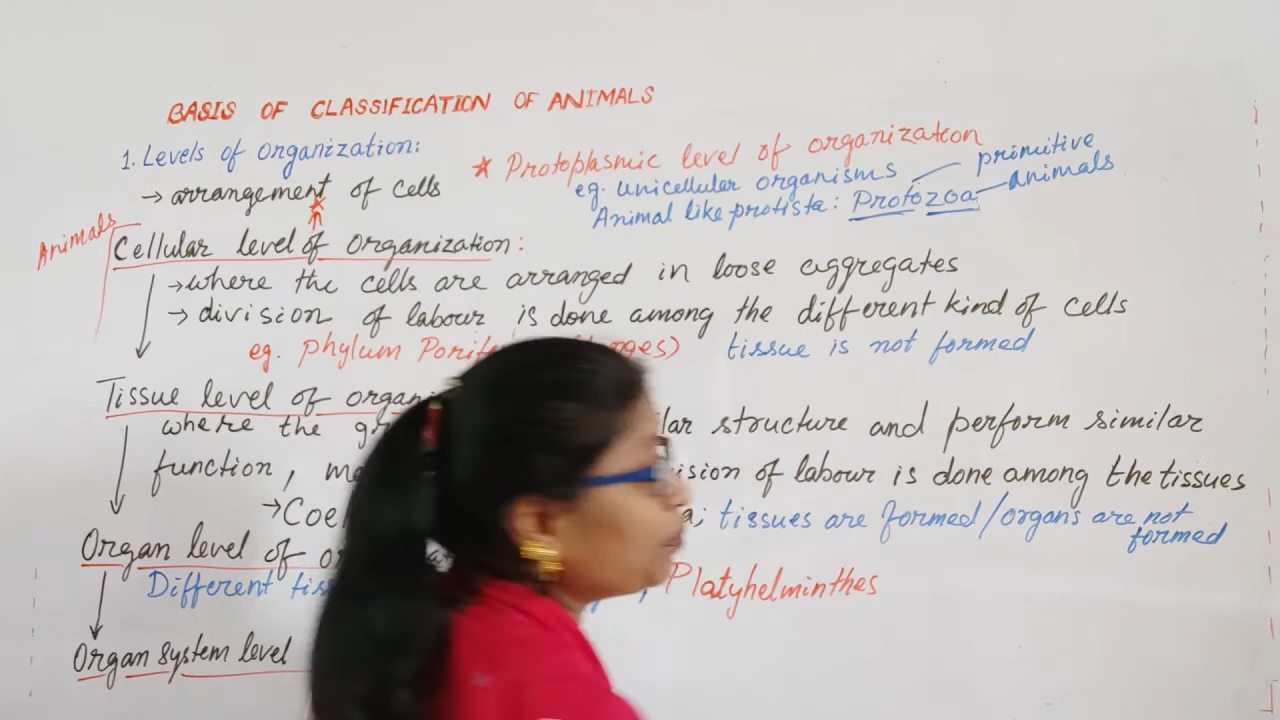 BASIS OF CLASSIFICATION OF ANIMALS
1. Levels of organization:
→ arrangement of cells
* Protoplasmic level of organization
eg. unicellular organisms — primitive
Animal like protista: Protozoa — animals
Animals
Cellular level of organization:
→ where the cells are arranged in loose aggregates
→ division of labour is done among the different kind of cells
eg. Phylum tissue is not formed
Tissue level of
where the structure and perform similar
function, of labour is done among the tissues
→ tissues are formed/organs are not
formed
Organ level of
Different Platyhelminthes
Organ system level